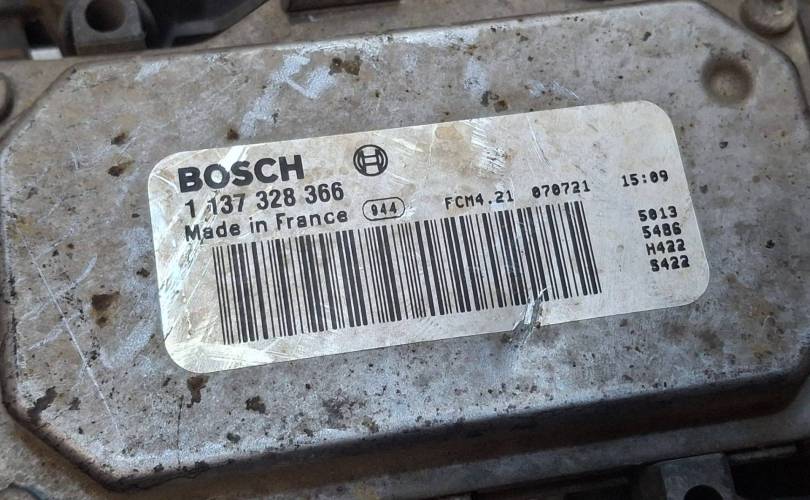 BOSCH
1 137 328 366
Made in France 944 FCM4.21 070721 15:09
5013
5486
H422
S422